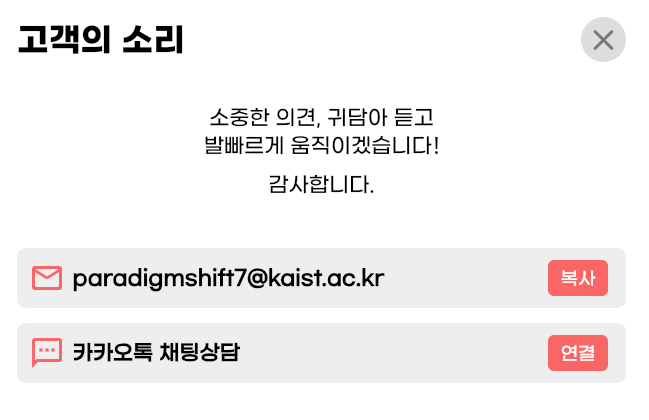 고객의 소리
소중한 의견, 귀담아 듣고
발빠르게 움직이겠습니다!
감사합니다.
paradigmshift7@kaist.ac.kr 복사
카카오톡 채팅상담 연결